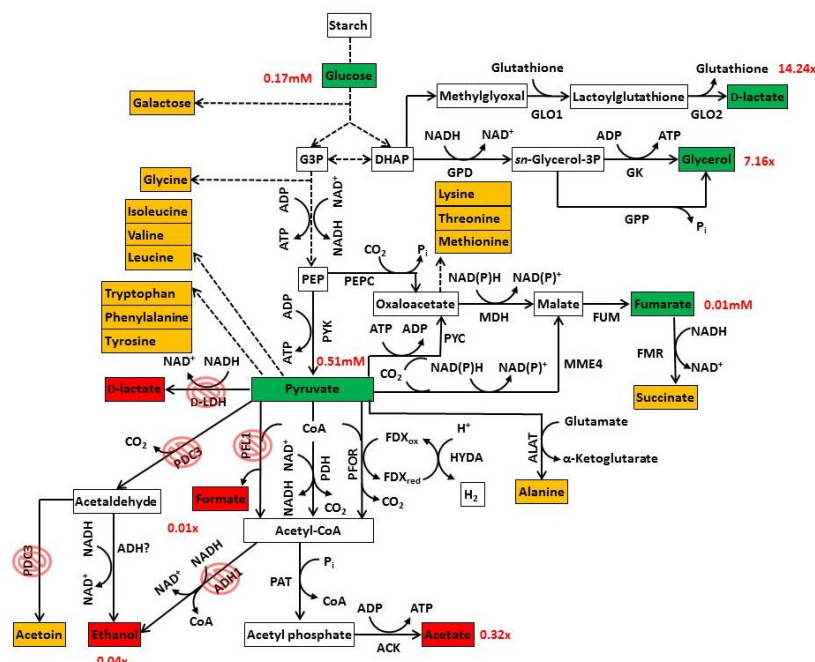 Starch
0.17mM Glucose
Glutathione Glutathione 14.24x
Galactose
Methylglyoxal Lactoylglutathione D-lactate
GLO1 GLO2
NADH NAD⁺ ADP ATP
G3P DHAP sn-Glycerol-3P Glycerol
GPD GK 7.16x
Glycine
ADP NAD⁺
ATP NADH
Isoleucine
Valine
Leucine
Lysine
Threonine
Methionine
GPP Pᵢ
CO₂ Pᵢ
PEP PEPC
NAD(P)H NAD(P)⁺
Tryptophan
Phenylalanine
Tyrosine
Oxaloacetate Malate Fumarate 0.01mM
MDH FUM
ADP
ATP PYK
ATP ADP PYC
NADH
FMR
NAD⁺
0.51mM
NAD⁺ NADH
CO₂ NAD(P)H NAD(P)⁺ MME4
D-lactate Pyruvate Succinate
D-LDH
CO₂ PDC3
PFL1
CoA
NAD⁺
NADH
PDH
CO₂
PFOR
FDXox
FDXred
CO₂
H⁺
HYDA
H₂
Glutamate
ALAT
α-Ketoglutarate
Alanine
Acetaldehyde Formate
0.01x
Acetyl-CoA
PDC3
NADH
NAD⁺
ADH?
NADH
NAD⁺
ADH1
CoA
Pᵢ
PAT
CoA
ADP ATP
Acetoin Ethanol Acetyl phosphate Acetate 0.32x
ACK
0.04x